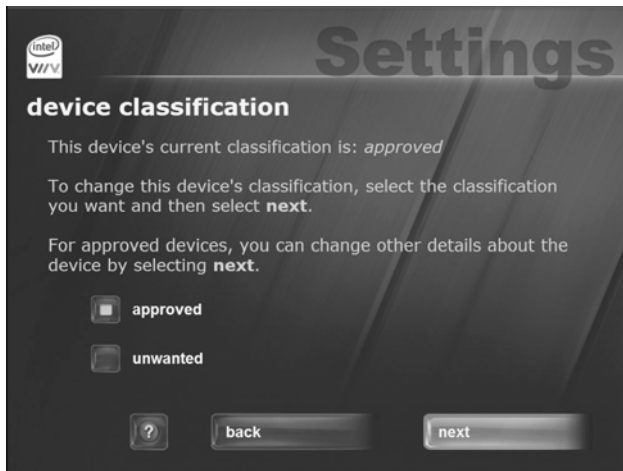 intel
VIIV
Settings
device classification
This device's current classification is: approved
To change this device's classification, select the classification
you want and then select next.
For approved devices, you can change other details about the
device by selecting next.
approved
unwanted
?
back
next